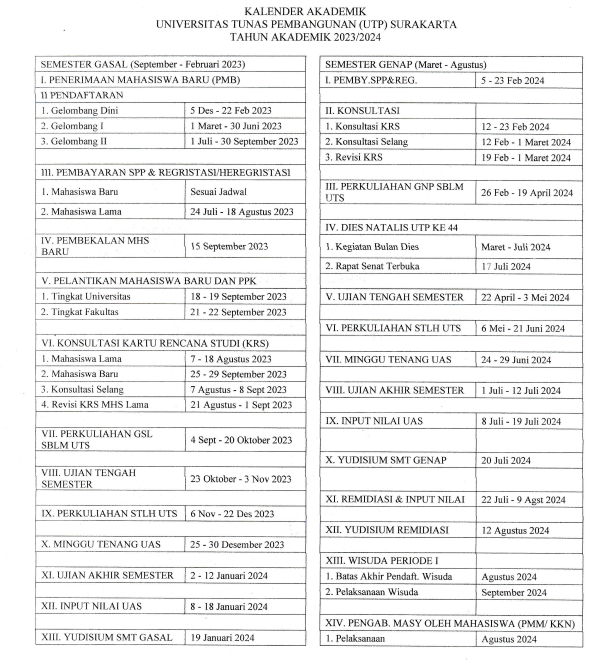 KALENDER AKADEMIK
UNIVERSITAS TUNAS PEMBANGUNAN (UTP) SURAKARTA
TAHUN AKADEMIK 2023/2024
SEMESTER GASAL (September - Februari 2023)
I. PENERIMAAN MAHASISWA BARU (PMB)
II PENDAFTARAN
1. Gelombang Dini 5 Des - 22 Feb 2023
2. Gelombang I 1 Maret - 30 Juni 2023
3. Gelombang II 1 Juli - 30 September 2023
III. PEMBAYARAN SPP & REGRISTASI/HEREGRISTASI
1. Mahasiswa Baru Sesuai Jadwal
2. Mahasiswa Lama 24 Juli - 18 Agustus 2023
IV. PEMBEKALAN MHS
BARU 15 September 2023
V. PELANTIKAN MAHASISWA BARU DAN PPK
1. Tingkat Universitas 18 - 19 September 2023
2. Tingkat Fakultas 21 - 22 September 2023
VI. KONSULTASI KARTU RENCANA STUDI (KRS)
1. Mahasiswa Lama 7 - 18 Agustus 2023
2. Mahasiswa Baru 25 - 29 September 2023
3. Konsultasi Selang 7 Agustus - 8 Sept 2023
4. Revisi KRS MHS Lama 21 Agustus - 1 Sept 2023
VII. PERKULIAHAN GSL
SBLM UTS 4 Sept - 20 Oktober 2023
VIII. UJIAN TENGAH
SEMESTER 23 Oktober - 3 Nov 2023
IX. PERKULIAHAN STLH UTS 6 Nov - 22 Des 2023
X. MINGGU TENANG UAS 25 - 30 Desember 2023
XI. UJIAN AKHIR SEMESTER 2 - 12 Januari 2024
XII. INPUT NILAI UAS 8 - 18 Januari 2024
XIII. YUDISIUM SMT GASAL 19 Januari 2024
SEMESTER GENAP (Maret - Agustus)
I. PEMBY.SPP&REG. 5 - 23 Feb 2024
II. KONSULTASI
1. Konsultasi KRS 12 - 23 Feb 2024
2. Konsultasi Selang 12 Feb - 1 Maret 2024
3. Revisi KRS 19 Feb - 1 Maret 2024
III. PERKULIAHAN GNP SBLM
UTS 26 Feb - 19 April 2024
IV. DIES NATALIS UTP KE 44
1. Kegiatan Bulan Dies Maret - Juli 2024
2. Rapat Senat Terbuka 17 Juli 2024
V. UJIAN TENGAH SEMESTER 22 April - 3 Mei 2024
VI. PERKULIAHAN STLH UTS 6 Mei - 21 Juni 2024
VII. MINGGU TENANG UAS 24 - 29 Juni 2024
VIII. UJIAN AKHIR SEMESTER 1 Juli - 12 Juli 2024
IX. INPUT NILAI UAS 8 Juli - 19 Juli 2024
X. YUDISIUM SMT GENAP 20 Juli 2024
XI. REMIDIASI & INPUT NILAI 22 Juli - 9 Agst 2024
XII. YUDISIUM REMIDIASI 12 Agustus 2024
XIII. WISUDA PERIODE I
1. Batas Akhir Pendaft. Wisuda Agustus 2024
2. Pelaksanaan Wisuda September 2024
XIV. PENGAB. MASY OLEH MAHASISWA (PMM/ KKN)
1. Pelaksanaan Agustus 2024